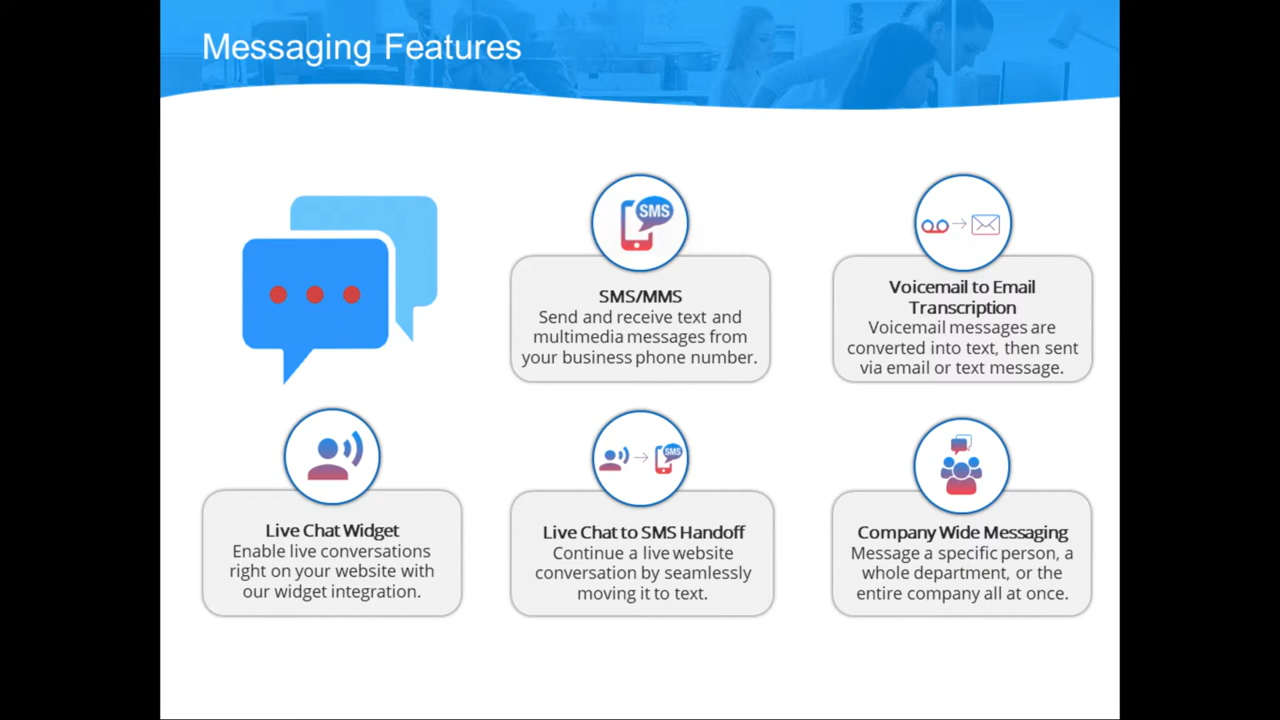 Messaging Features
SMS
SMS/MMS
Send and receive text and
multimedia messages from
your business phone number.
Voicemail to Email
Transcription
Voicemail messages are
converted into text, then sent
via email or text message.
Live Chat Widget
Enable live conversations
right on your website with
our widget integration.
SMS
Live Chat to SMS Handoff
Continue a live website
conversation by seamlessly
moving it to text.
Company Wide Messaging
Message a specific person, a
whole department, or the
entire company all at once.